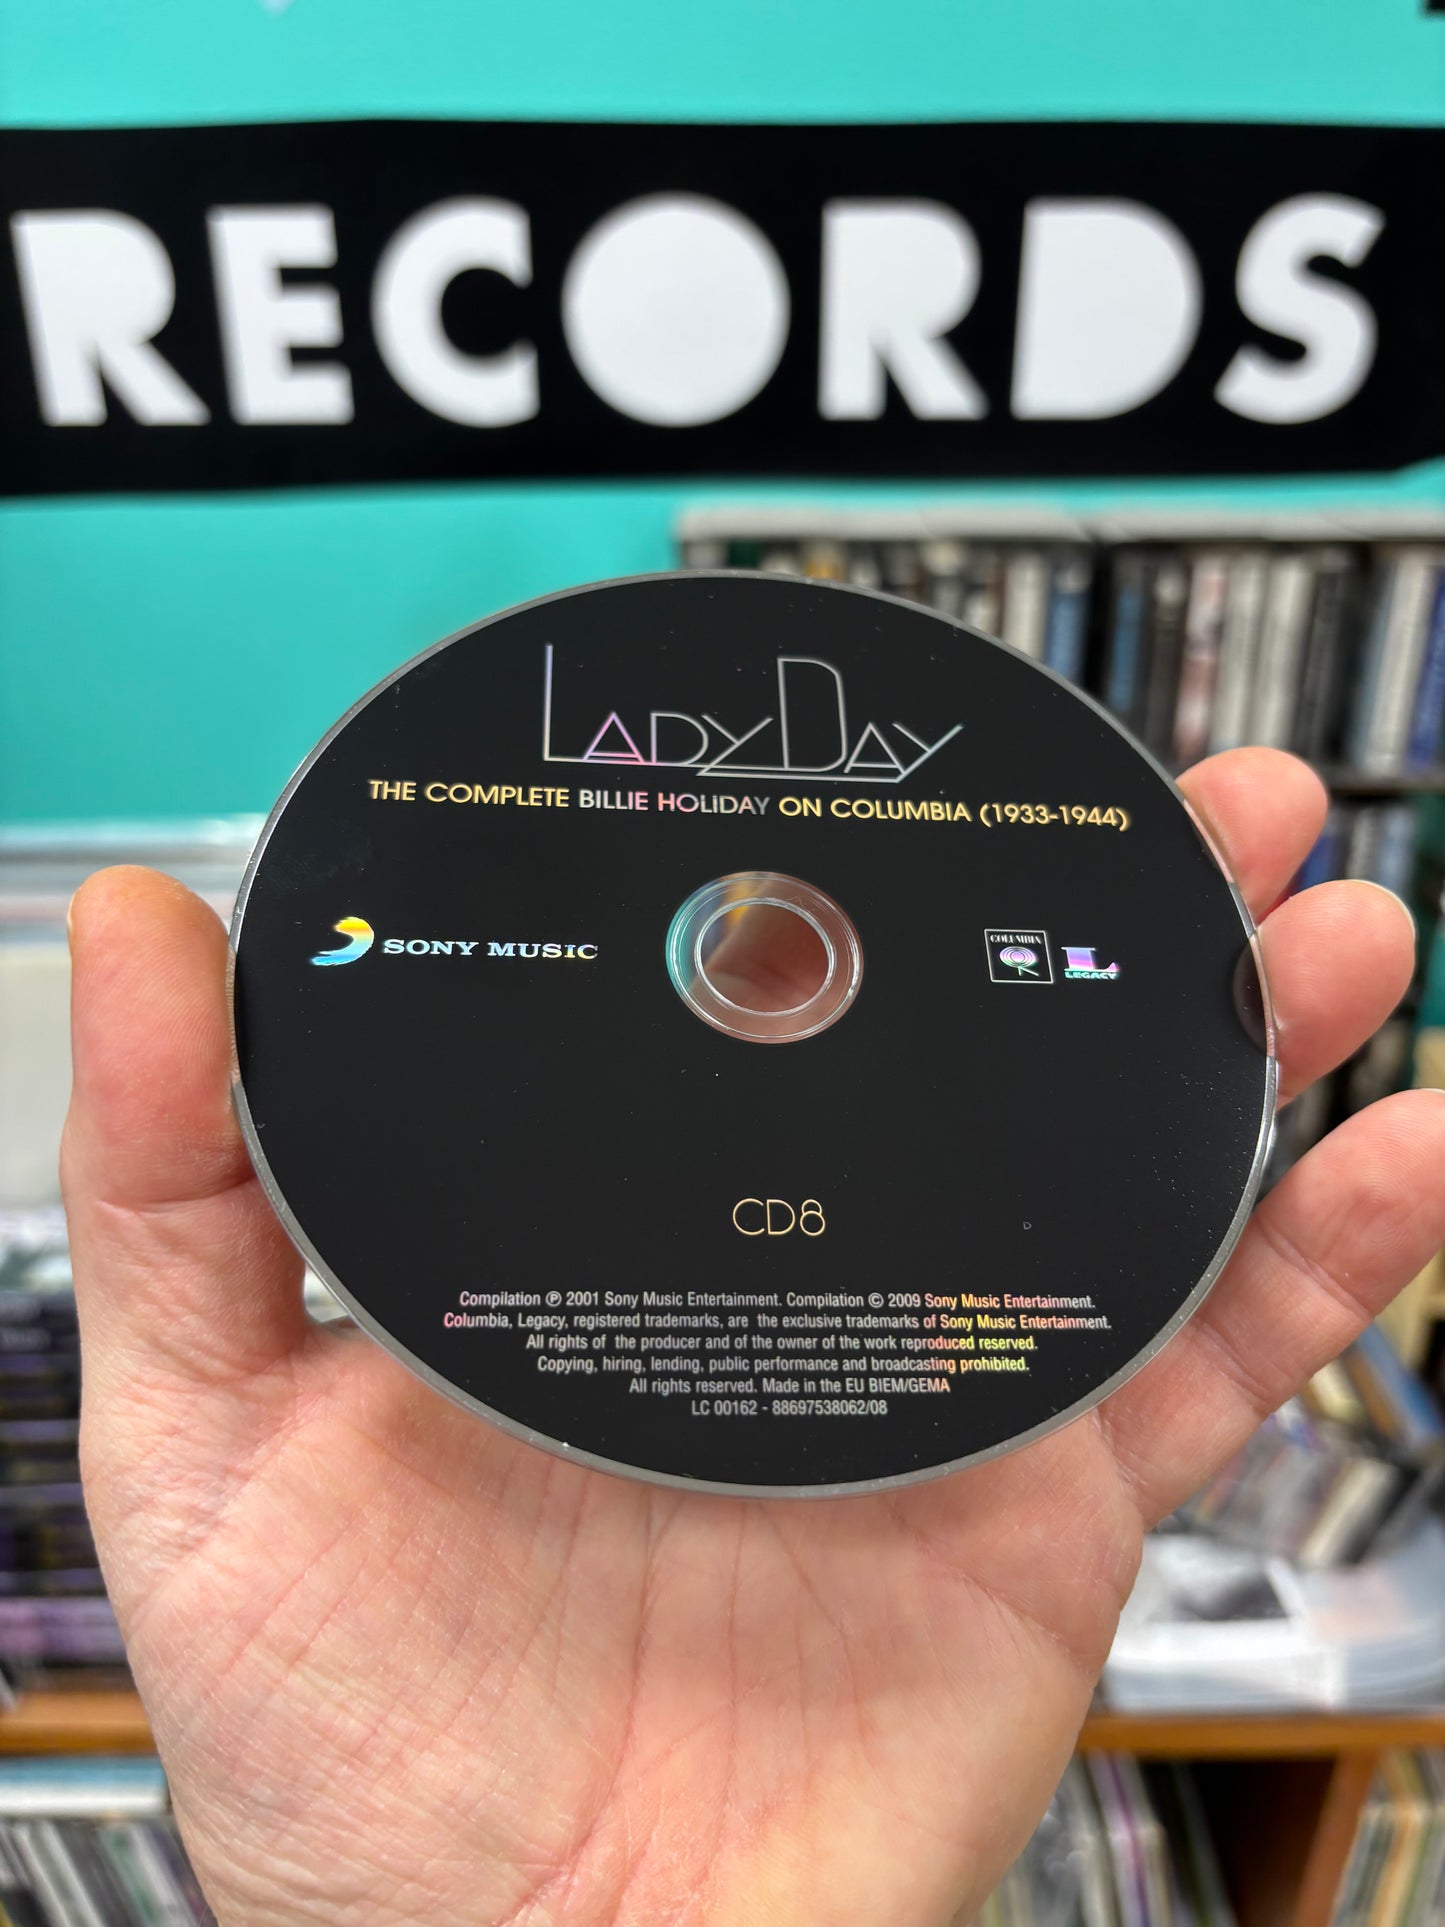 RECORDS
LADY DAY
THE COMPLETE BILLIE HOLiDAY ON COLUMBIA (1933-1944)
SONY MUSIC
COLUMBIA
L
LEGACY
CD8
Compilation ℗ 2001 Sony Music Entertainment. Compilation © 2009 Sony Music Entertainment.
Columbia, Legacy, registered trademarks, are the exclusive trademarks of Sony Music Entertainment.
All rights of the producer and of the owner of the work reproduced reserved.
Copying, hiring, lending, public performance and broadcasting prohibited.
All rights reserved. Made in the EU BIEM/GEMA
LC 00162 - 88697538062/08